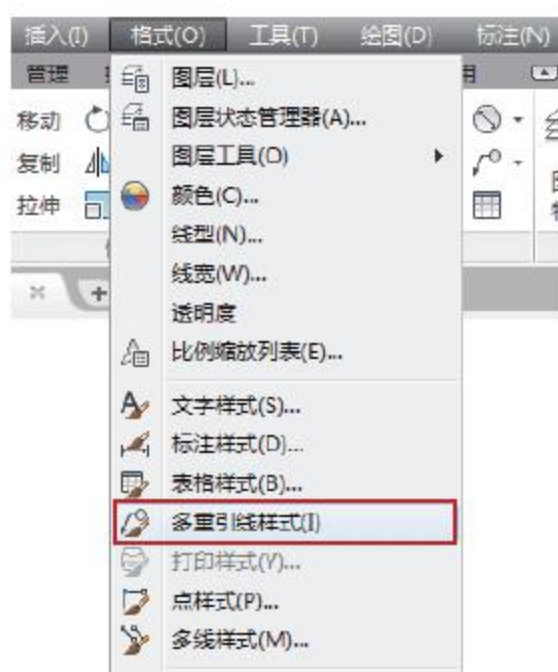 插入(I) 格式(O) 工具(T) 绘图(D) 标注(N)
管理
图层(L)...
移动
图层状态管理器(A)...
复制
图层工具(O)
拉伸
颜色(C)...
线型(N)...
线宽(W)...
透明度
比例缩放列表(E)...
文字样式(S)...
标注样式(D)...
表格样式(B)...
多重引线样式(I)
打印样式(Y)...
点样式(P)...
多线样式(M)...